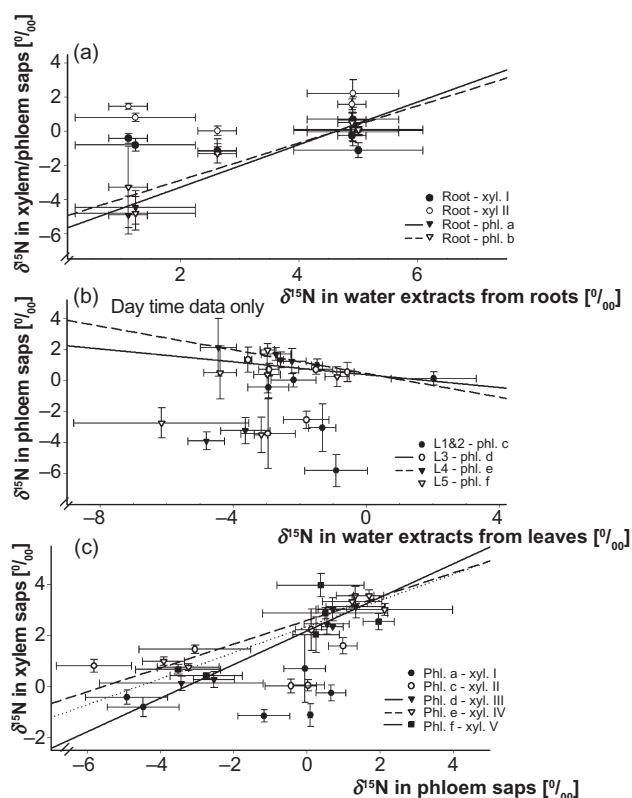 (a)
δ15N in xylem/phloem saps [0/00]
4
2
0
−2
−4
−6
Root - xyl. I
Root - xyl II
Root - phl. a
Root - phl. b
2
4
6
δ15N in water extracts from roots [0/00]
(b)
Day time data only
δ15N in phloem saps [0/00]
4
2
0
−2
−4
−6
L1&2 - phl. c
L3 - phl. d
L4 - phl. e
L5 - phl. f
−8
−4
0
4
δ15N in water extracts from leaves [0/00]
(c)
δ15N in xylem saps [0/00]
4
2
0
−2
Phl. a - xyl. I
Phl. c - xyl. II
Phl. d - xyl. III
Phl. e - xyl. IV
Phl. f - xyl. V
−6
−4
−2
0
2
4
δ15N in phloem saps [0/00]